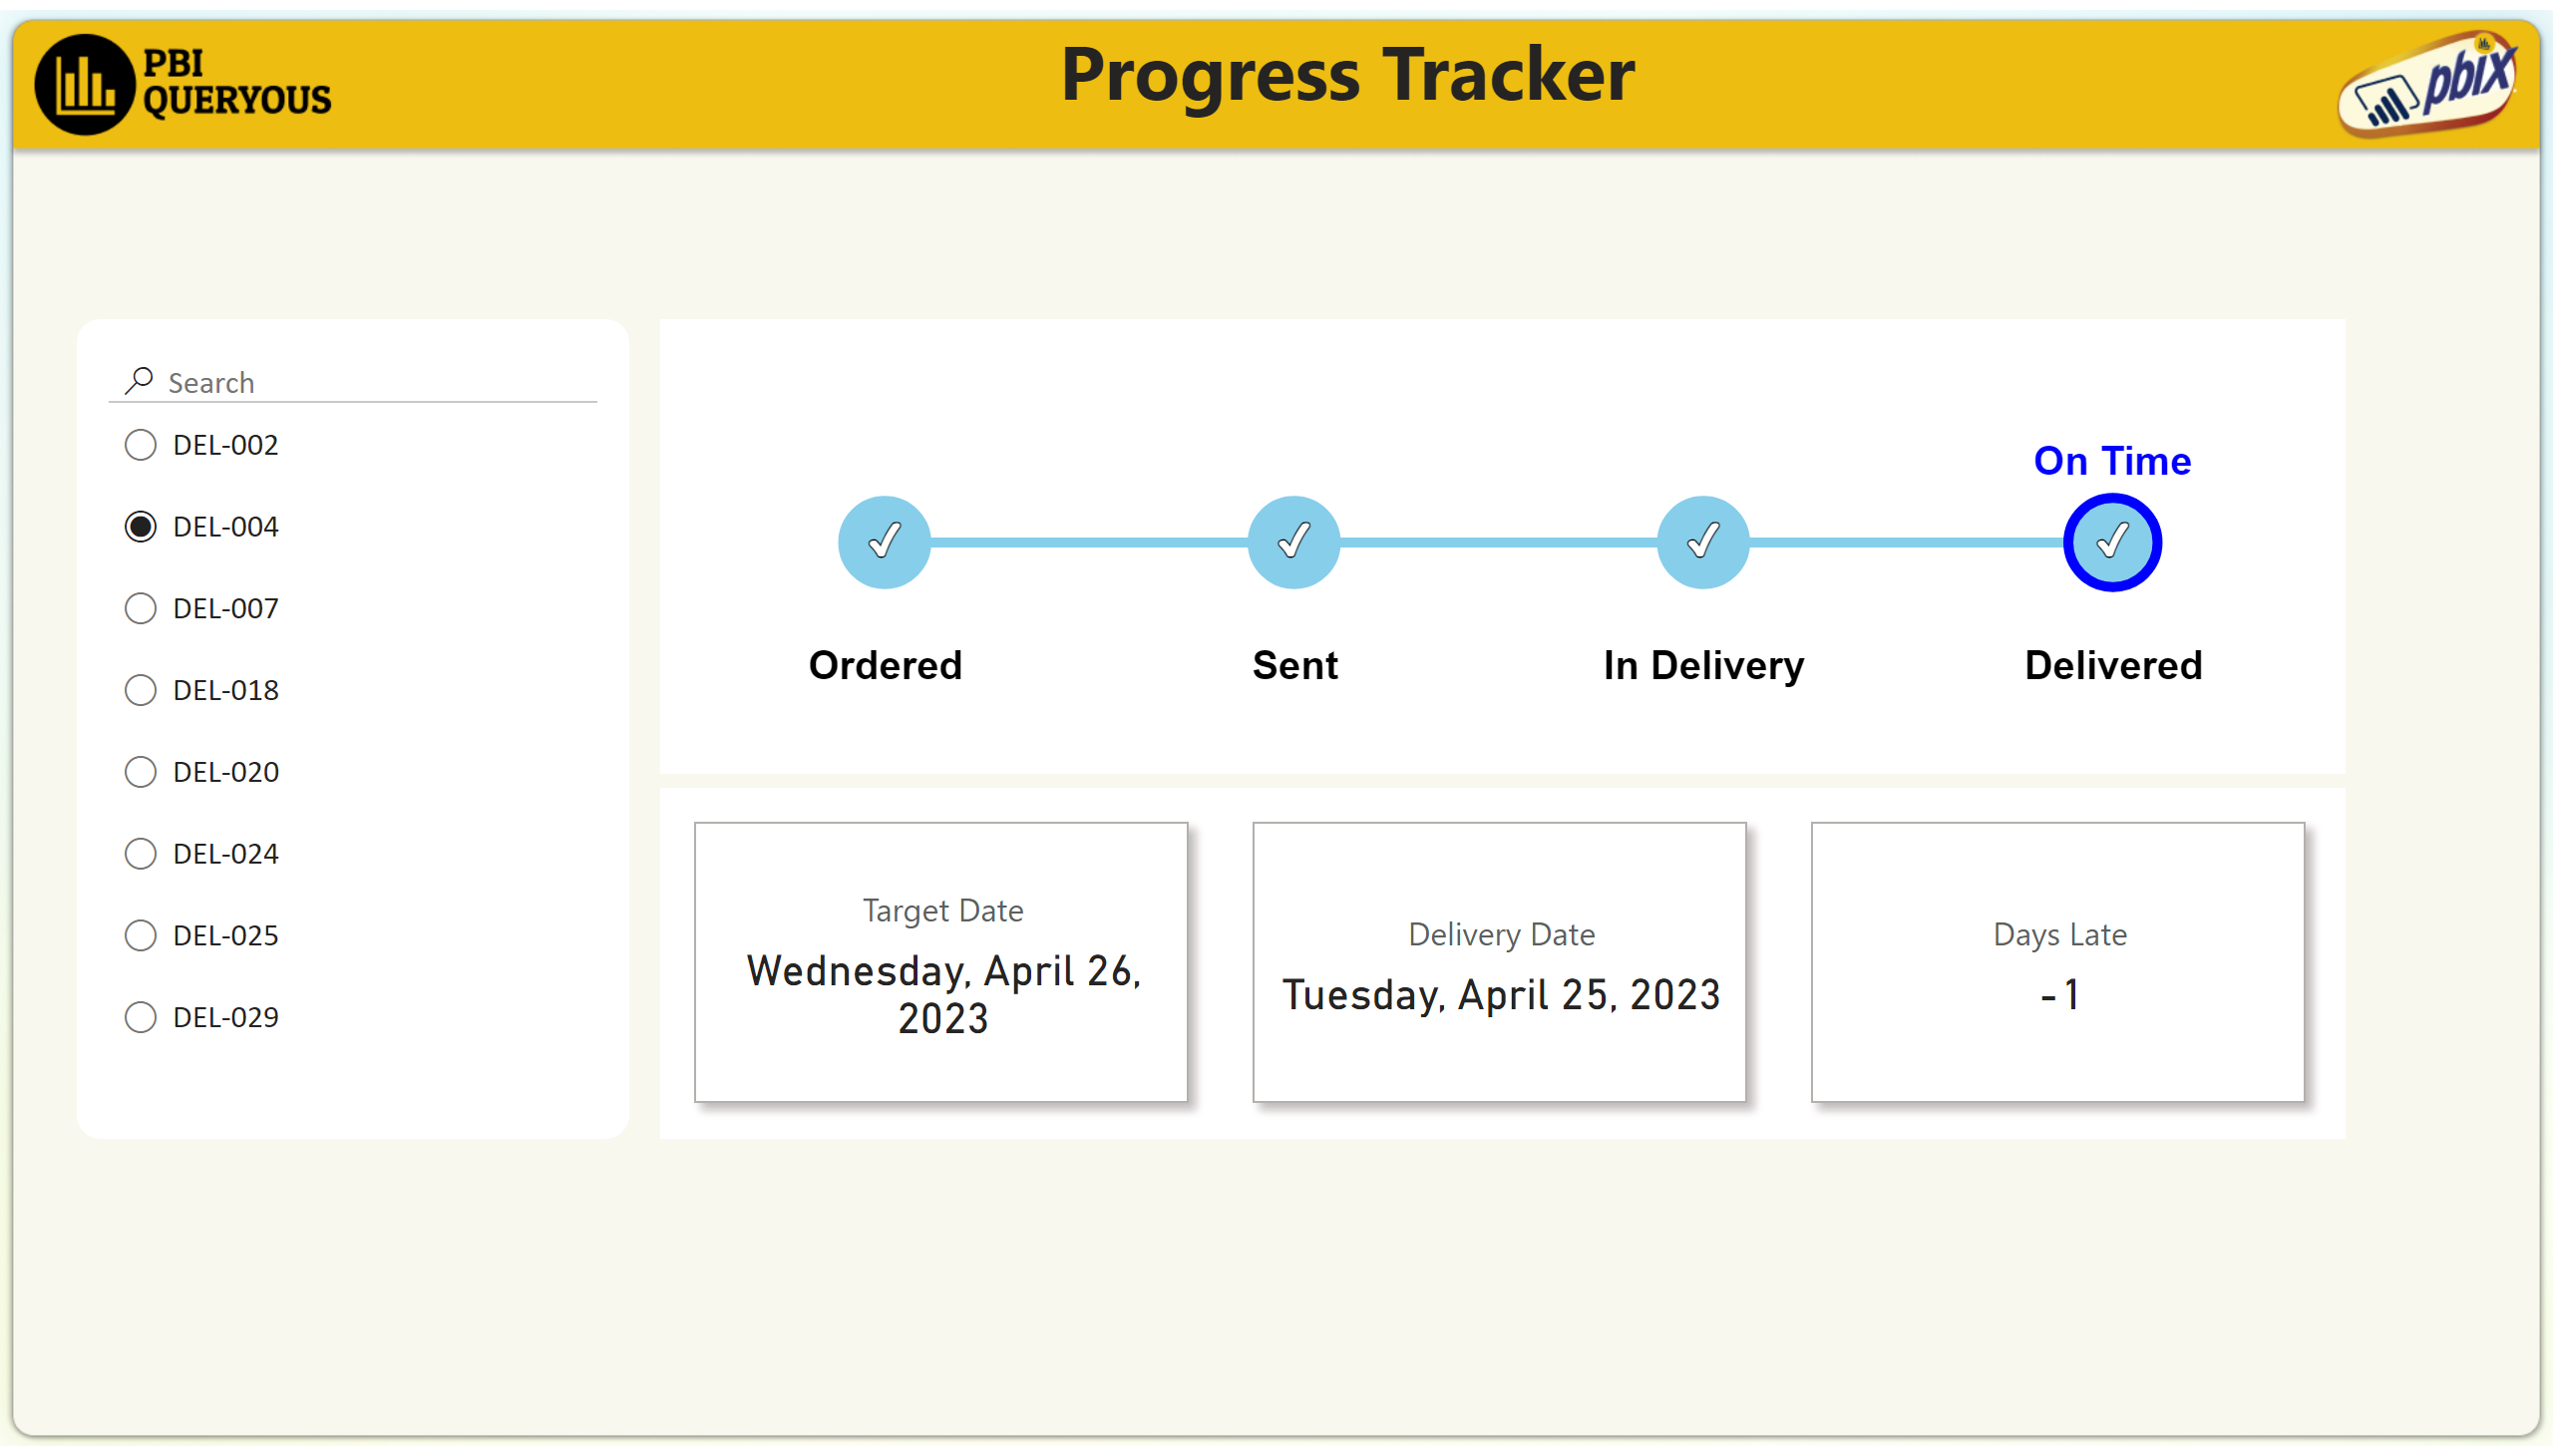 PBI
QUERYOUS
Progress Tracker
pbix
Search
DEL-002
DEL-004
DEL-007
DEL-018
DEL-020
DEL-024
DEL-025
DEL-029
On Time
Ordered
Sent
In Delivery
Delivered
Target Date
Wednesday, April 26,
2023
Delivery Date
Tuesday, April 25, 2023
Days Late
-1